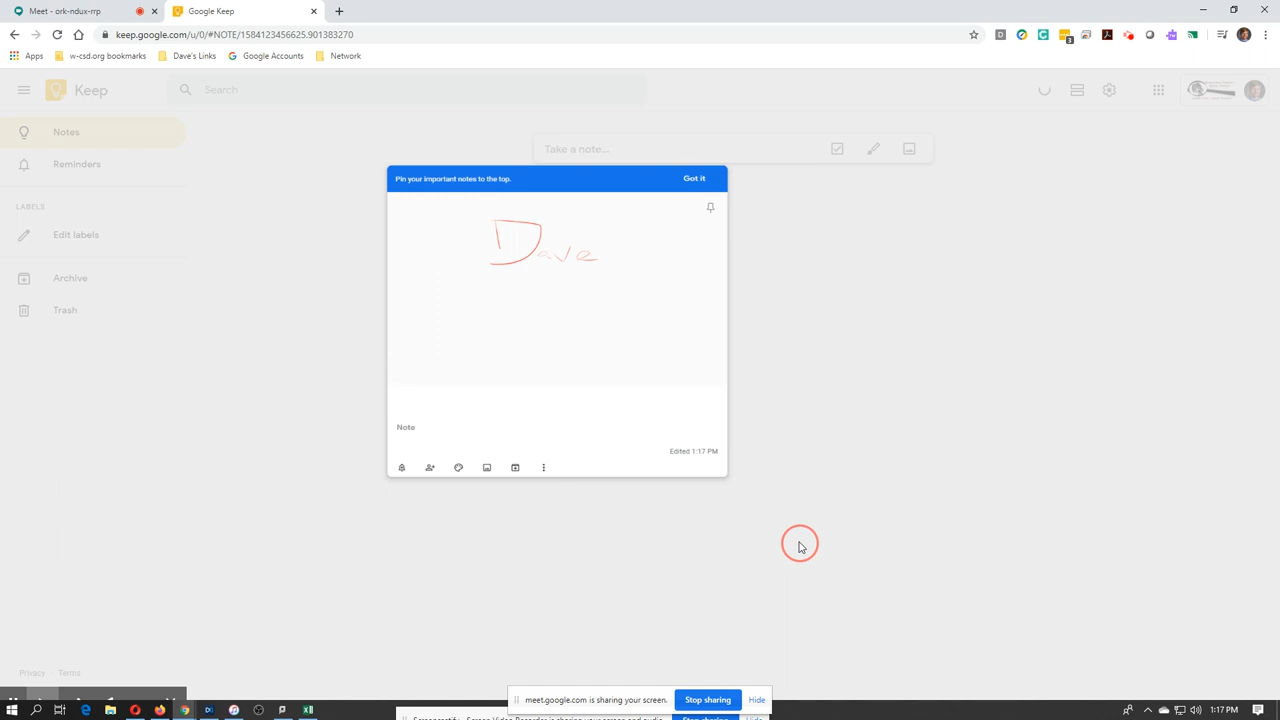 Meet - ork-ndux-rrp
Google Keep
keep.google.com/u/0/#NOTE/1584123456625.901383270
Apps
w-csd.org bookmarks
Dave's Links
Google Accounts
Network
3
Keep
Search
Notes
Take a note...
Reminders
Pin your important notes to the top.
Got it
LABELS
Dave
Edit labels
Archive
Trash
Note
Edited 1:17 PM
Privacy · Terms
meet.google.com is sharing your screen.
Stop sharing
Hide
1:17 PM